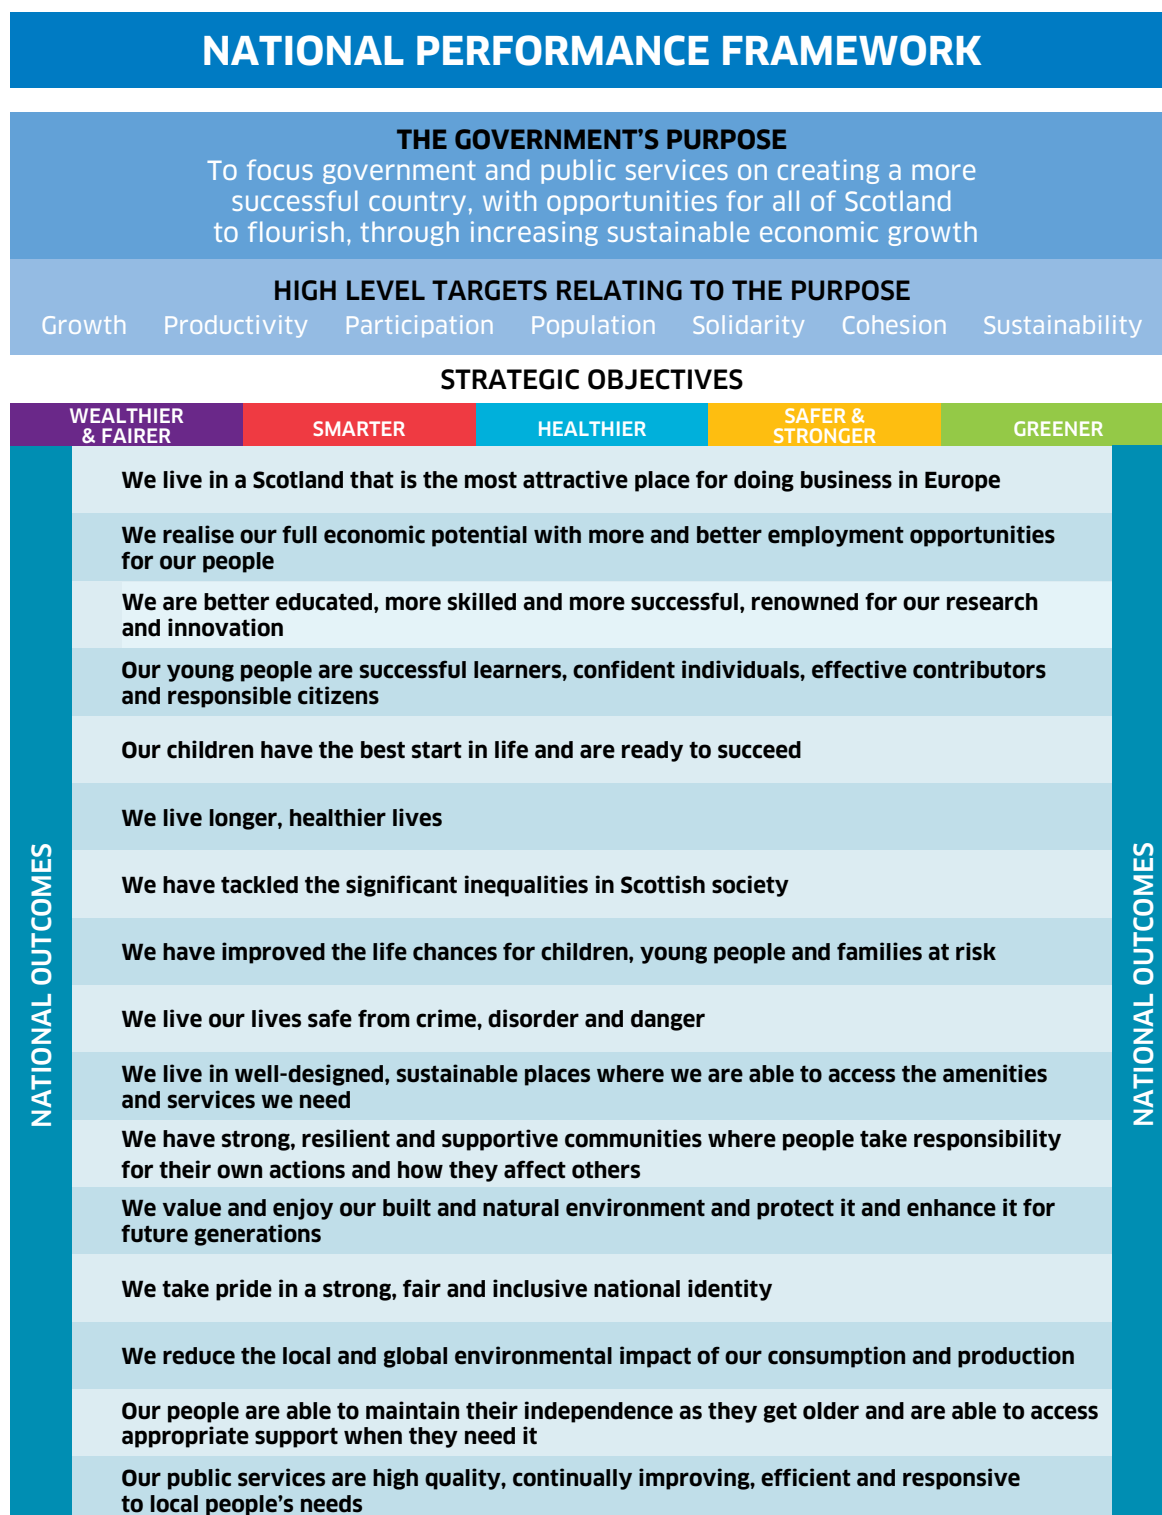 NATIONAL PERFORMANCE FRAMEWORK
THE GOVERNMENT'S PURPOSE
To focus government and public services on creating a more
successful country, with opportunities for all of Scotland
to flourish, through increasing sustainable economic growth
HIGH LEVEL TARGETS RELATING TO THE PURPOSE
Growth Productivity Participation Population Solidarity Cohesion Sustainability
STRATEGIC OBJECTIVES
WEALTHIER
& FAIRER
SMARTER
HEALTHIER
SAFER &
STRONGER
GREENER
NATIONAL OUTCOMES
We live in a Scotland that is the most attractive place for doing business in Europe
We realise our full economic potential with more and better employment opportunities
for our people
We are better educated, more skilled and more successful, renowned for our research
and innovation
Our young people are successful learners, confident individuals, effective contributors
and responsible citizens
Our children have the best start in life and are ready to succeed
We live longer, healthier lives
We have tackled the significant inequalities in Scottish society
We have improved the life chances for children, young people and families at risk
We live our lives safe from crime, disorder and danger
We live in well-designed, sustainable places where we are able to access the amenities
and services we need
We have strong, resilient and supportive communities where people take responsibility
for their own actions and how they affect others
We value and enjoy our built and natural environment and protect it and enhance it for
future generations
We take pride in a strong, fair and inclusive national identity
We reduce the local and global environmental impact of our consumption and production
Our people are able to maintain their independence as they get older and are able to access
appropriate support when they need it
Our public services are high quality, continually improving, efficient and responsive
to local people's needs
NATIONAL OUTCOMES